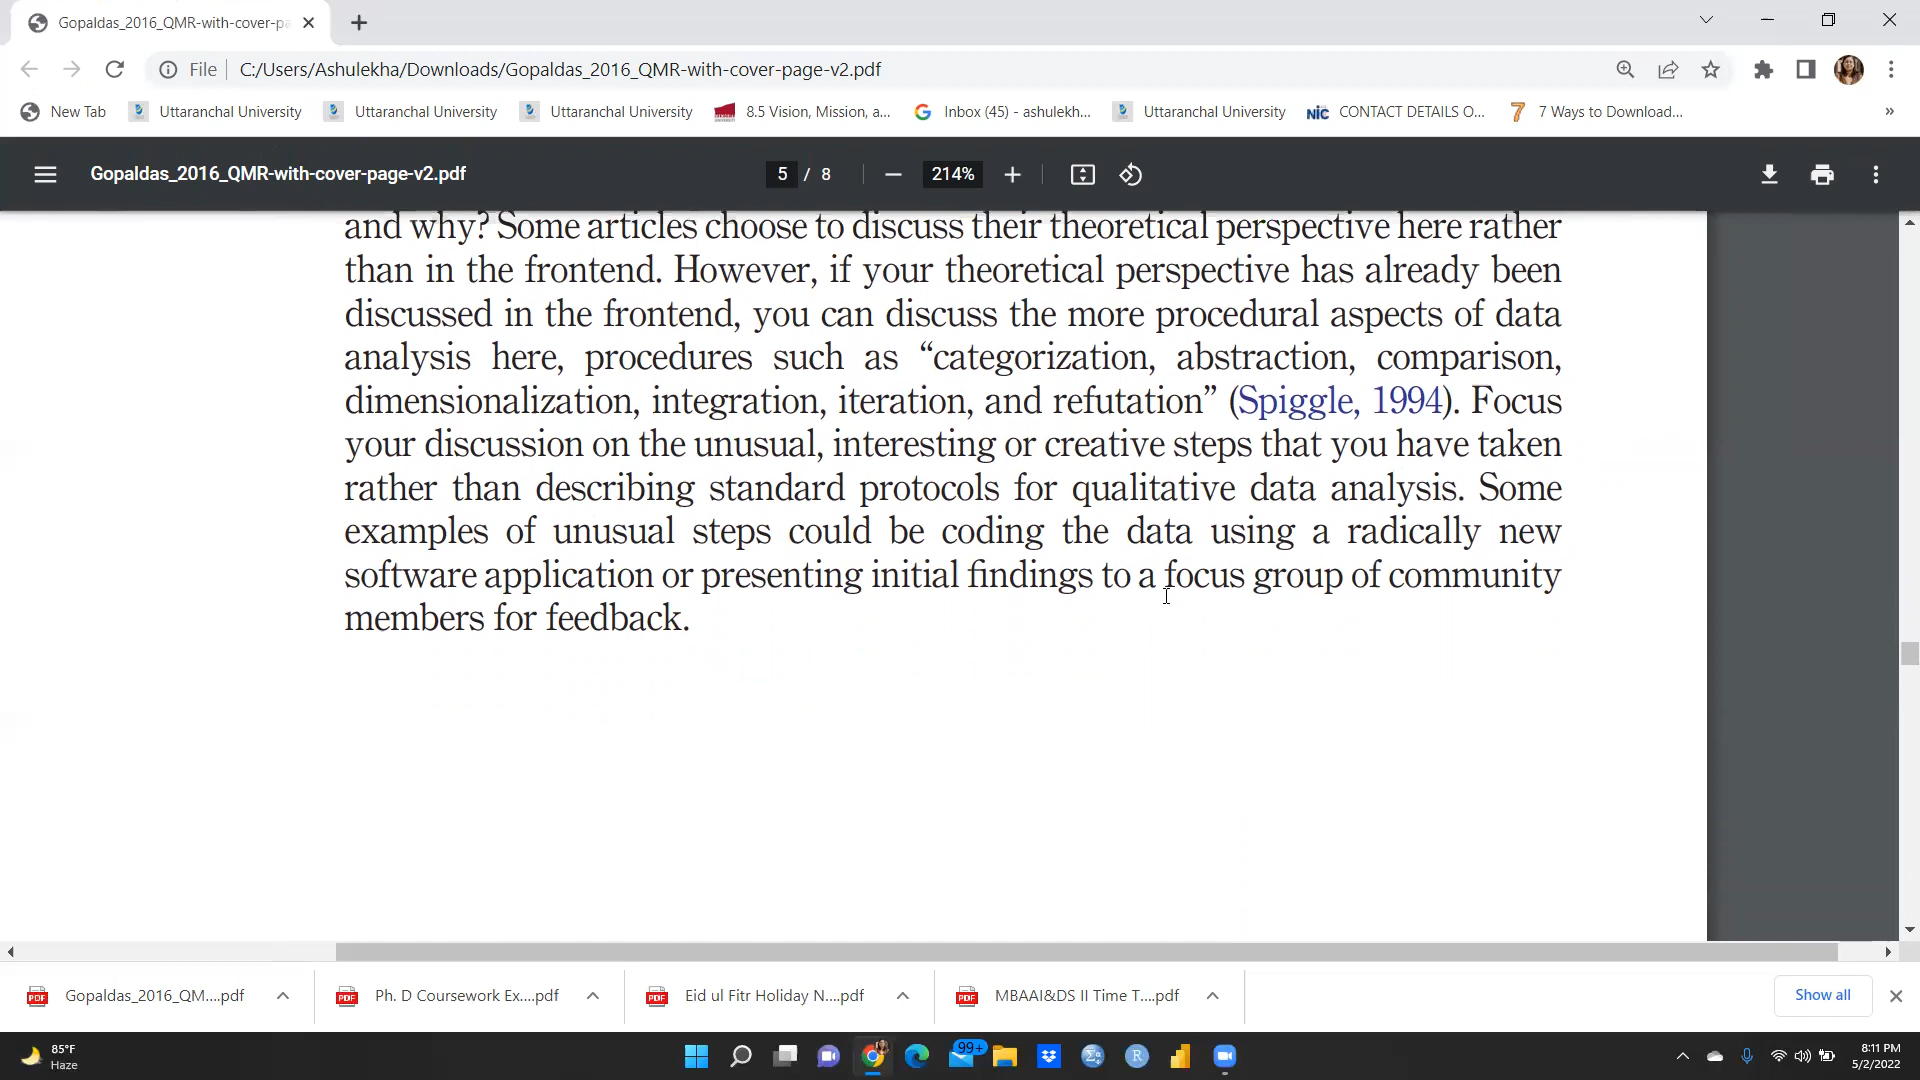 Gopaldas_2016_QMR-with-cover-pa
File
C:/Users/Ashulekha/Downloads/Gopaldas_2016_QMR-with-cover-page-v2.pdf
New Tab
Uttaranchal University
Uttaranchal University
Uttaranchal University
8.5 Vision, Mission, a...
Inbox (45) - ashulekh...
Uttaranchal University
NIC
CONTACT DETAILS O...
7 Ways to Download...
»
Gopaldas_2016_QMR-with-cover-page-v2.pdf
5 / 8
214%
and why? Some articles choose to discuss their theoretical perspective here rather
than in the frontend. However, if your theoretical perspective has already been
discussed in the frontend, you can discuss the more procedural aspects of data
analysis here, procedures such as “categorization, abstraction, comparison,
dimensionalization, integration, iteration, and refutation” (Spiggle, 1994). Focus
your discussion on the unusual, interesting or creative steps that you have taken
rather than describing standard protocols for qualitative data analysis. Some
examples of unusual steps could be coding the data using a radically new
software application or presenting initial findings to a focus group of community
members for feedback.
PDF
Gopaldas_2016_QM....pdf
PDF
Ph. D Coursework Ex....pdf
PDF
Eid ul Fitr Holiday N....pdf
PDF
MBAAI&DS II Time T....pdf
Show all
85°F
Haze
99+
R
8:11 PM
5/2/2022